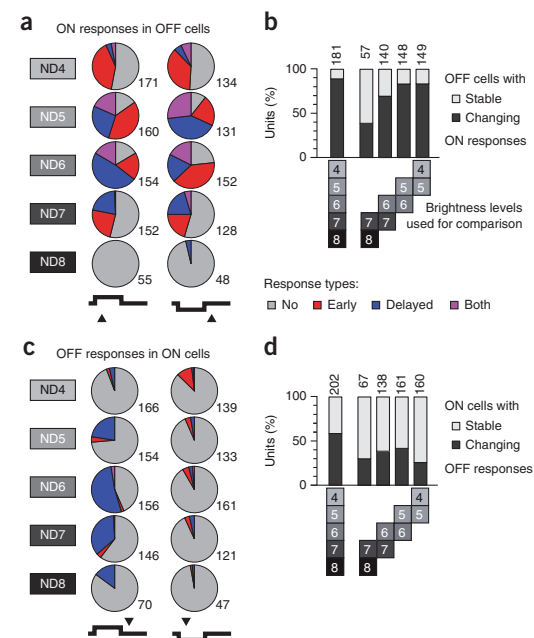 a
ON responses in OFF cells
ND4
171
134
ND5
160
131
ND6
154
152
ND7
152
128
ND8
55
48
b
181
57
140
148
149
100
50
0
Units (%)
OFF cells with
Stable
Changing
ON responses
4
4
5
5
5
6
6
6
7
7
7
8
8
Brightness levels
used for comparison
Response types:
No Early Delayed Both
c
OFF responses in ON cells
ND4
166
139
ND5
154
133
ND6
156
161
ND7
146
121
ND8
70
47
d
202
67
138
161
160
100
50
0
Units (%)
ON cells with
Stable
Changing
OFF responses
4
4
5
5
5
6
6
6
7
7
7
8
8